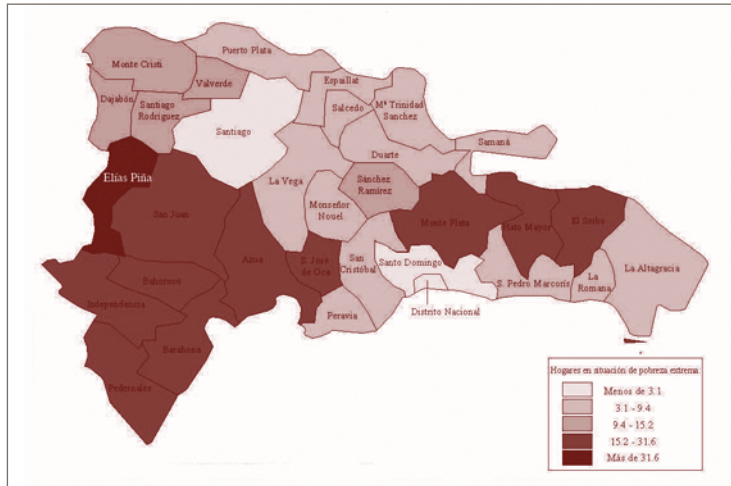 Puerto Plata
Monte Cristi
Valverde
Espaillat
Dajabón
Santiago
Rodríguez
Salcedo
Mª Trinidad
Sanchez
Santiago
Samaná
Duarte
Elías Piña
La Vega
Sánchez
Ramírez
San Juan
Monseñor
Nouel
Monte Plata
Hato Mayor
El Seibo
Azua
S. José
de Oca
San
Cristóbal
Santo Domingo
La Altagracia
Bahoruco
S. Pedro Marcorís
La
Romana
Independencia
Peravia
Distrito Nacional
Barahona
Pedernales
Hogares en situación de pobreza extrema:
Menos de 3.1
3.1 - 9.4
9.4 - 15.2
15.2 - 31.6
Más de 31.6